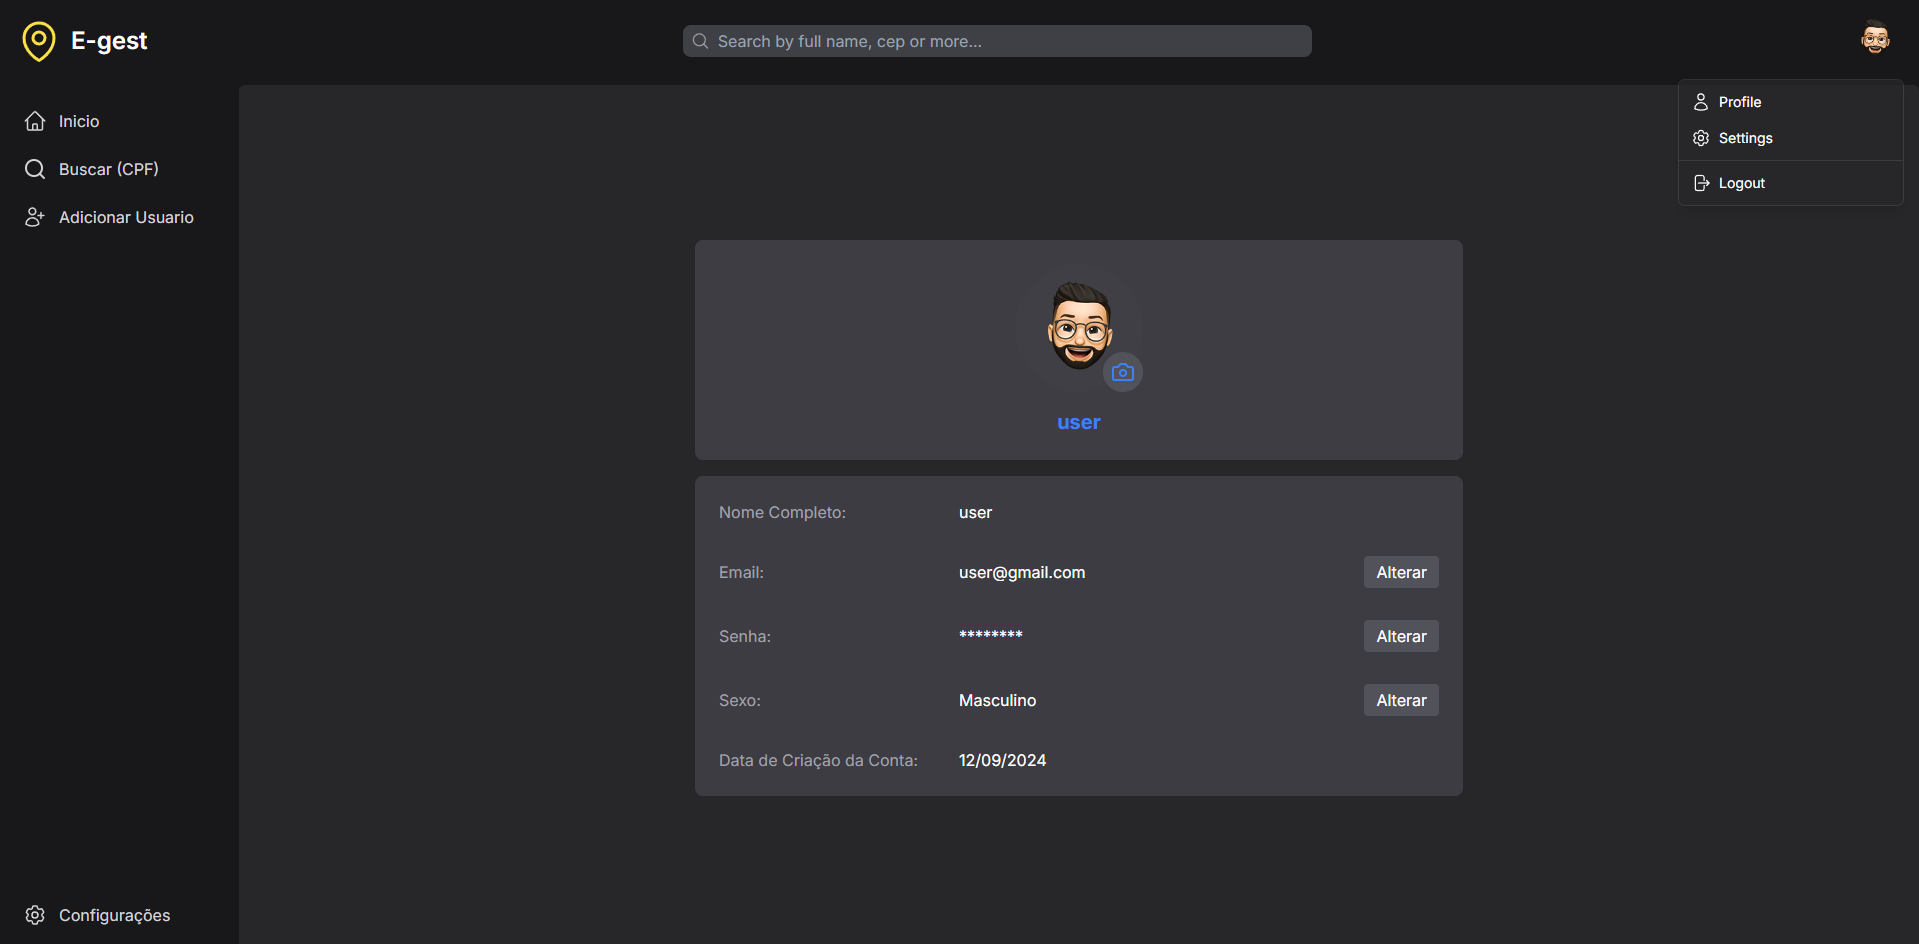 E-gest
Search by full name, cep or more...
Inicio
Buscar (CPF)
Adicionar Usuario
Configurações
Profile
Settings
Logout
user
Nome Completo: user
Email: user@gmail.com Alterar
Senha: ******** Alterar
Sexo: Masculino Alterar
Data de Criação da Conta: 12/09/2024